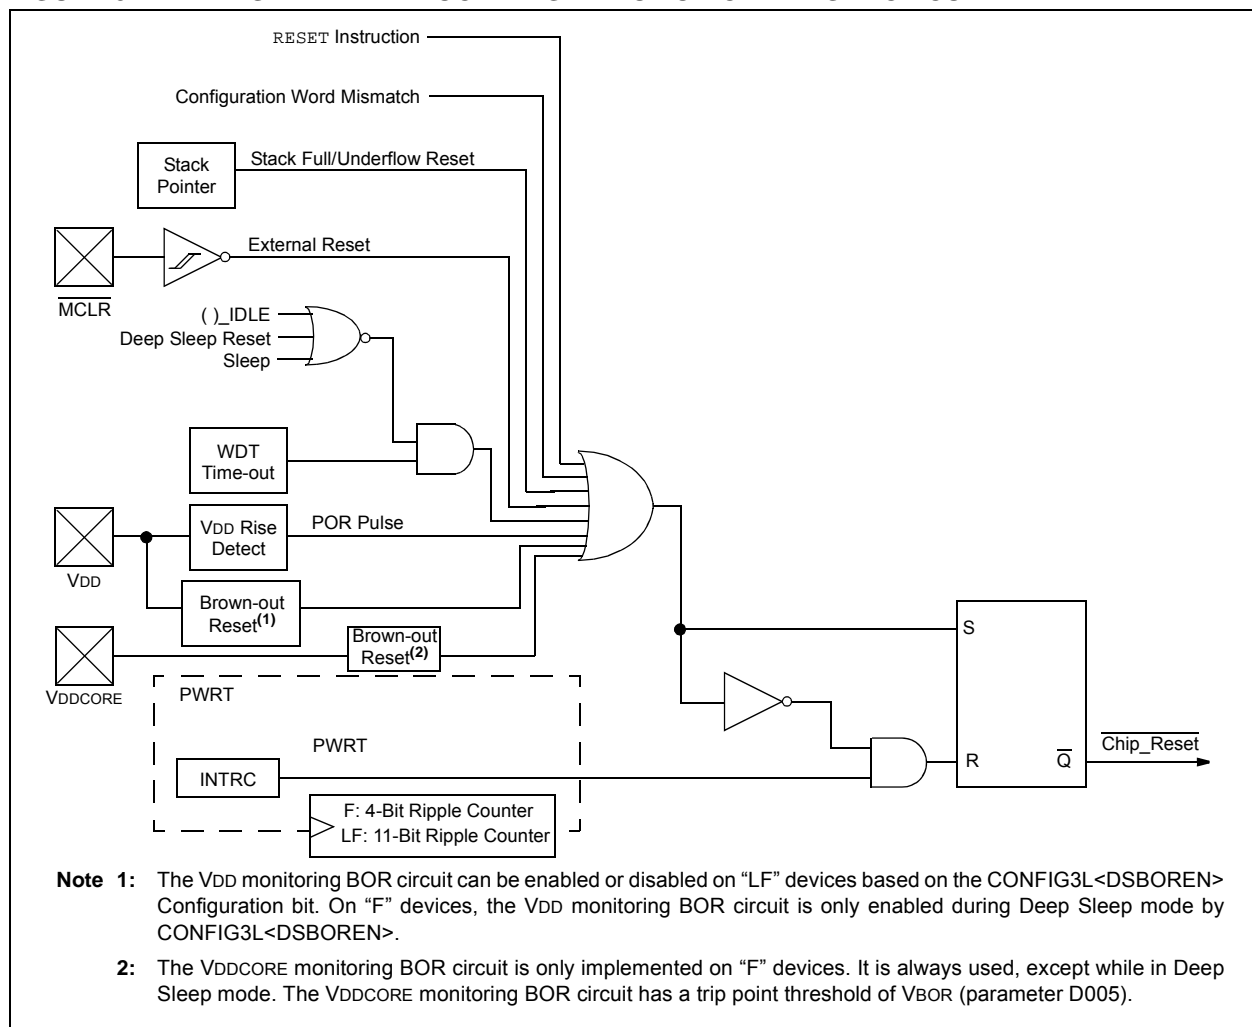 RESET Instruction
Configuration Word Mismatch
Stack
Pointer
Stack Full/Underflow Reset
External Reset
MCLR
( )_IDLE
Deep Sleep Reset
Sleep
WDT
Time-out
VDD Rise
Detect
POR Pulse
VDD
Brown-out
Reset(1)
Brown-out
Reset(2)
VDDCORE
PWRT
PWRT
INTRC
F: 4-Bit Ripple Counter
LF: 11-Bit Ripple Counter
S
R
Q
Chip_Reset
Note 1: The VDD monitoring BOR circuit can be enabled or disabled on “LF” devices based on the CONFIG3L<DSBOREN>
Configuration bit. On “F” devices, the VDD monitoring BOR circuit is only enabled during Deep Sleep mode by
CONFIG3L<DSBOREN>.
2: The VDDCORE monitoring BOR circuit is only implemented on “F” devices. It is always used, except while in Deep
Sleep mode. The VDDCORE monitoring BOR circuit has a trip point threshold of VBOR (parameter D005).